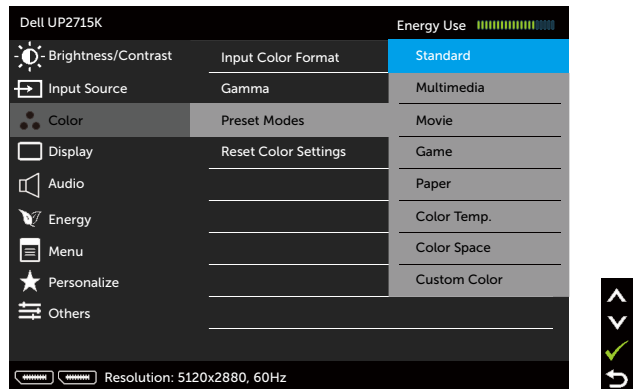 Dell UP2715K
Energy Use
Brightness/Contrast
Input Source
Color
Display
Audio
Energy
Menu
Personalize
Others
Input Color Format
Gamma
Preset Modes
Reset Color Settings
Standard
Multimedia
Movie
Game
Paper
Color Temp.
Color Space
Custom Color
Resolution: 5120x2880, 60Hz